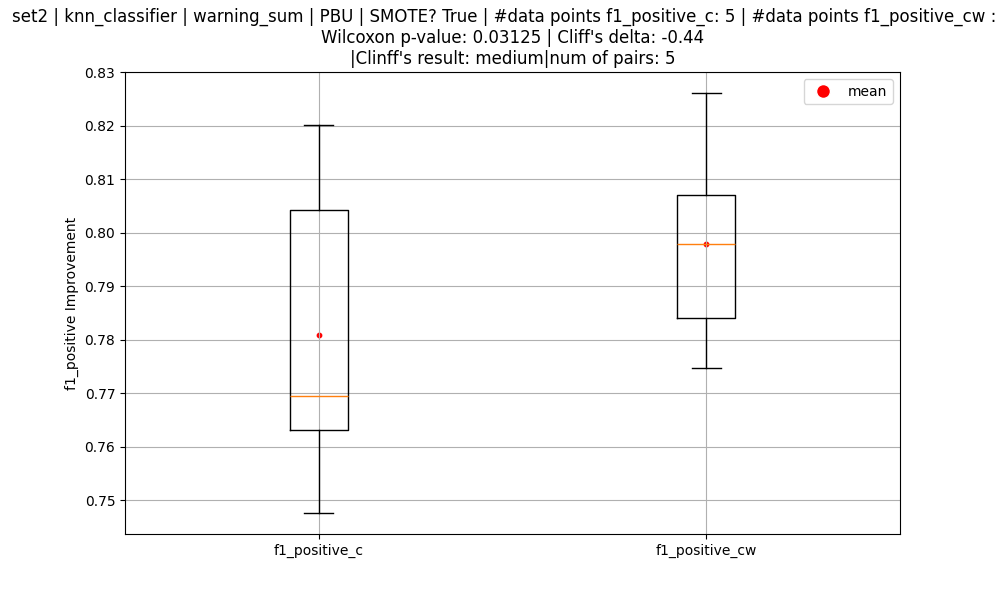 set2 | knn_classifier | warning_sum | PBU | SMOTE? True | #data points f1_positive_c: 5 | #data points f1_positive_cw :
Wilcoxon p-value: 0.03125 | Cliff's delta: -0.44
|Clinff's result: medium|num of pairs: 5
mean
0.83
0.82
0.81
0.80
0.79
0.78
0.77
0.76
0.75
f1_positive Improvement
f1_positive_c
f1_positive_cw